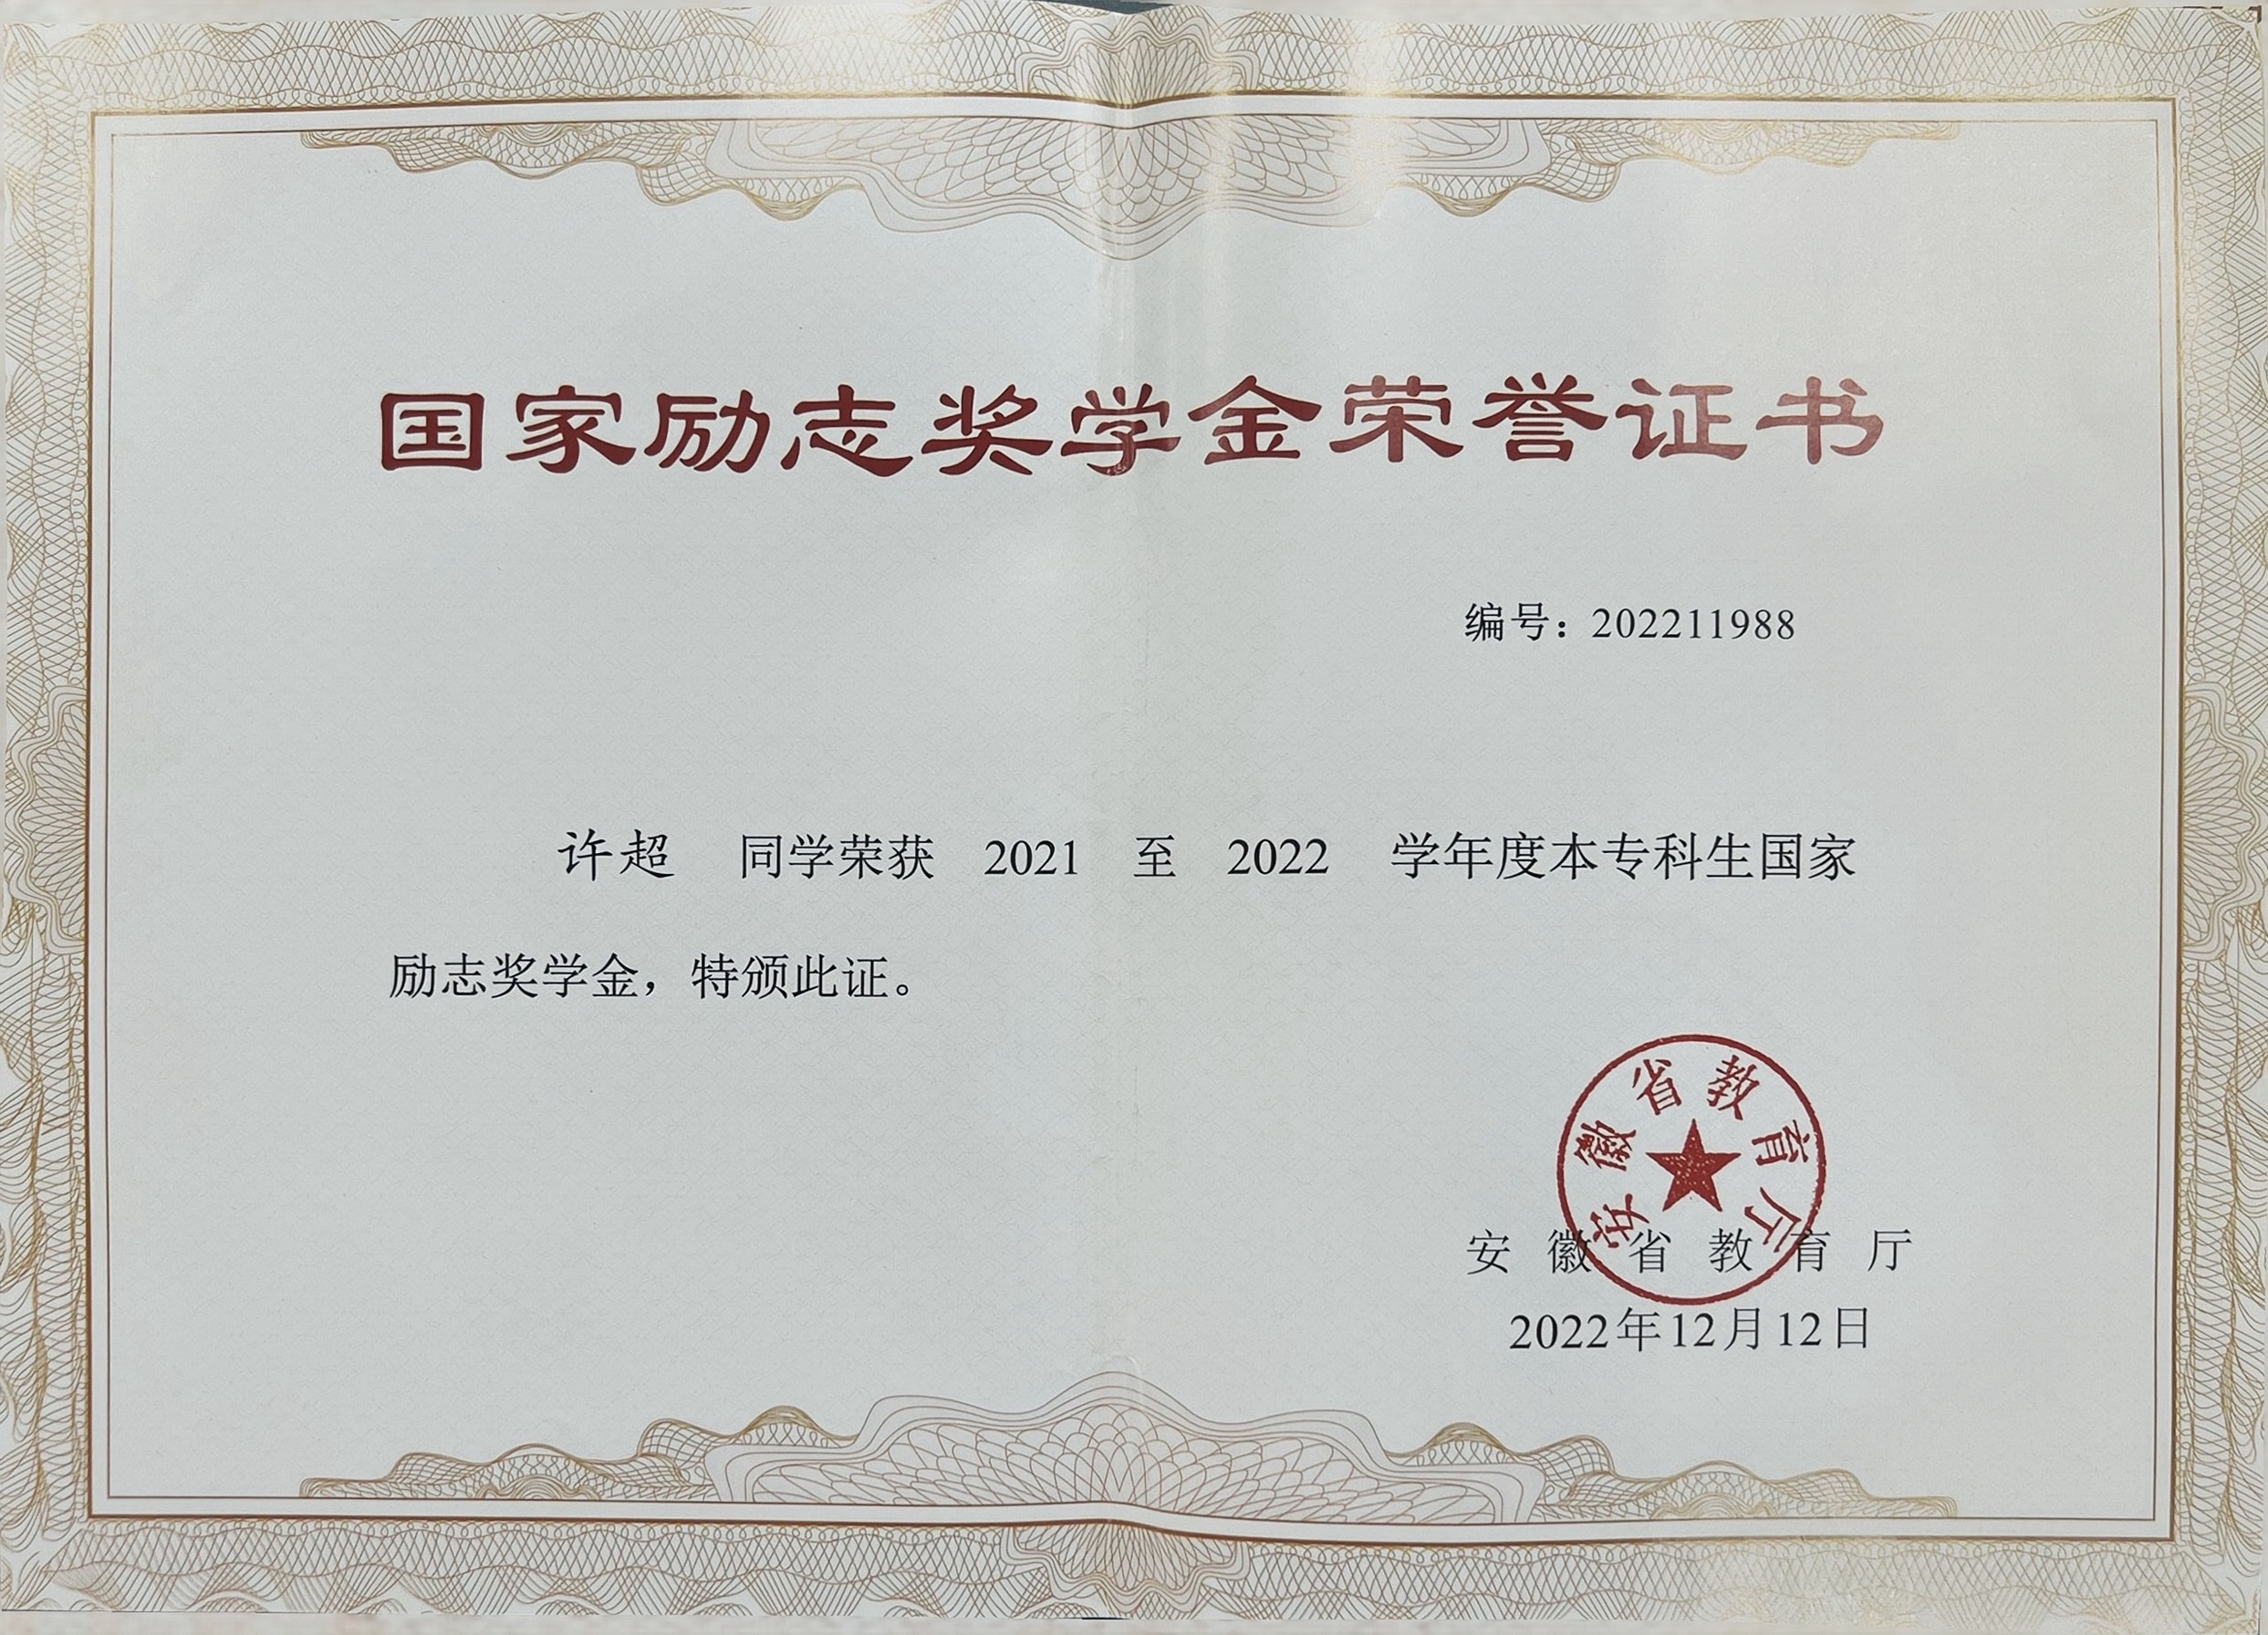 国家励志奖学金荣誉证书
编号：202211988
许超 同学荣获 2021 至 2022 学年度本专科生国家
励志奖学金，特颁此证。
安徽省教育厅
安徽省教育厅
2022年12月12日